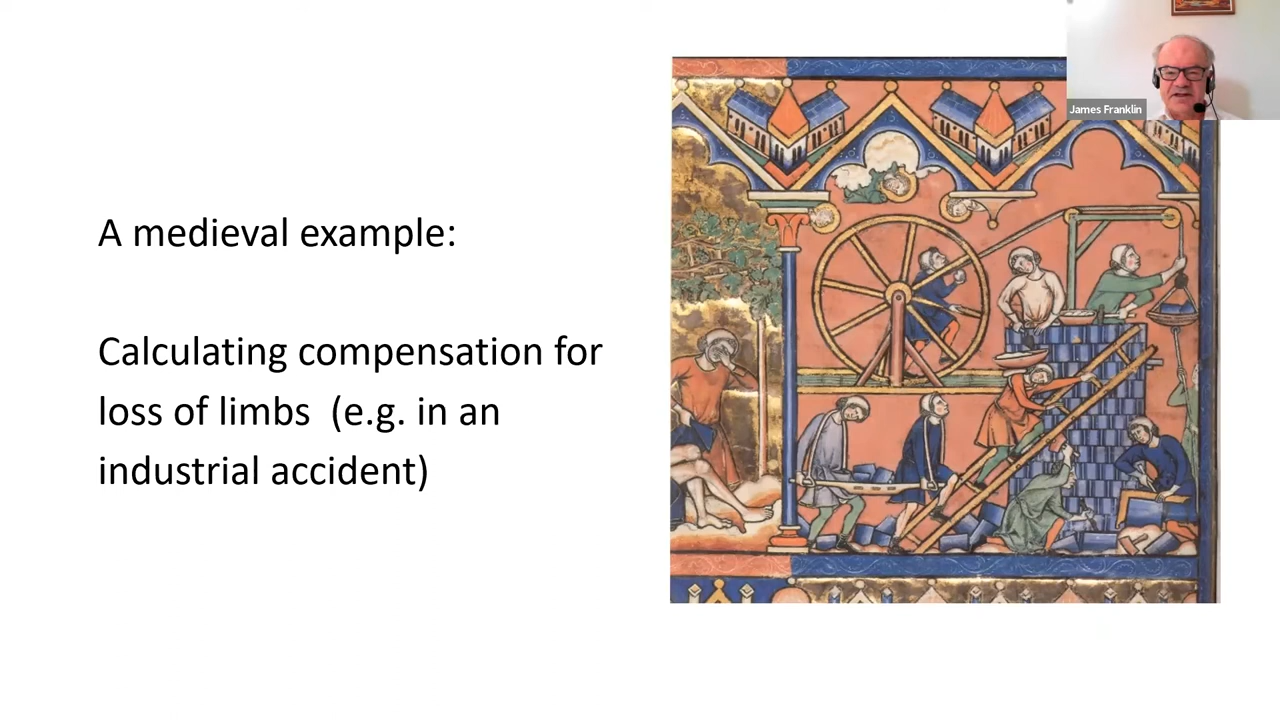 A medieval example:
Calculating compensation for
loss of limbs (e.g. in an
industrial accident)
James Franklin